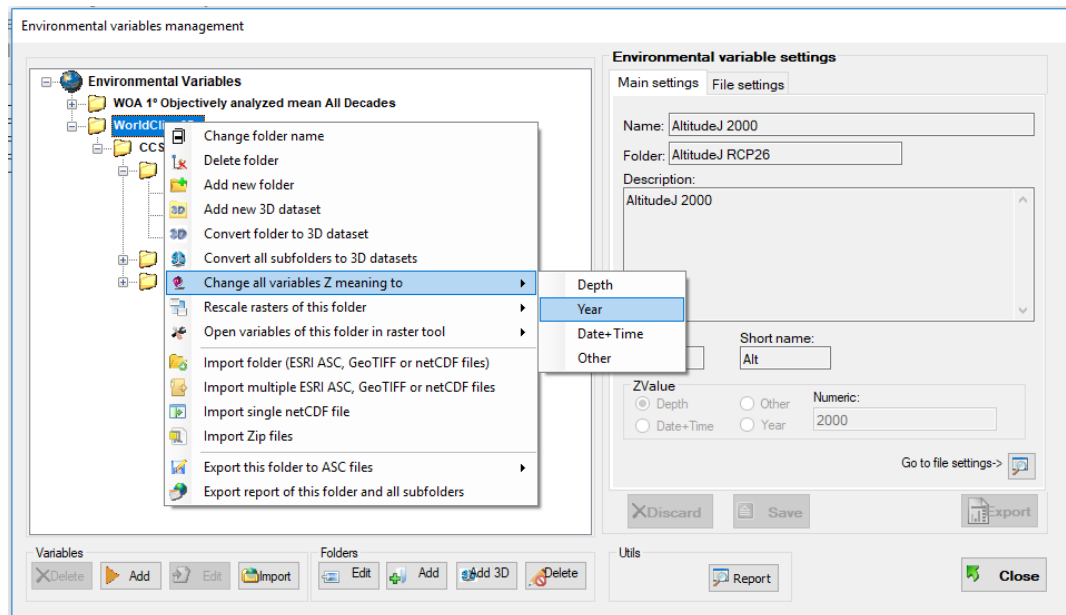 Environmental variables management
Environmental Variables
WOA 1º Objectively analyzed mean All Decades
WorldCli
CCS
Change folder name
Delete folder
Add new folder
Add new 3D dataset
Convert folder to 3D dataset
Convert all subfolders to 3D datasets
Change all variables Z meaning to
Rescale rasters of this folder
Open variables of this folder in raster tool
Import folder (ESRI ASC, GeoTIFF or netCDF files)
Import multiple ESRI ASC, GeoTIFF or netCDF files
Import single netCDF file
Import Zip files
Export this folder to ASC files
Export report of this folder and all subfolders
Depth
Year
Date+Time
Other
Environmental variable settings
Main settings File settings
Name: AltitudeJ 2000
Folder: AltitudeJ RCP26
Description:
AltitudeJ 2000
Short name:
Alt
ZValue
Depth Other Numeric:
Date+Time Year 2000
Go to file settings->
Discard Save Export
Variables Folders Utils
Delete Add Edit Import Edit Add Add 3D Delete Report Close